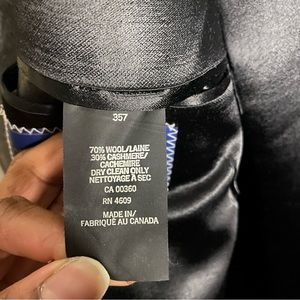 357
70% WOOL/LAINE
30% CASHMERE/
CACHEMIRE
DRY CLEAN ONLY
NETTOYAGE À SEC
CA 00360
RN 4609
MADE IN/
FABRIQUÉ AU CANADA